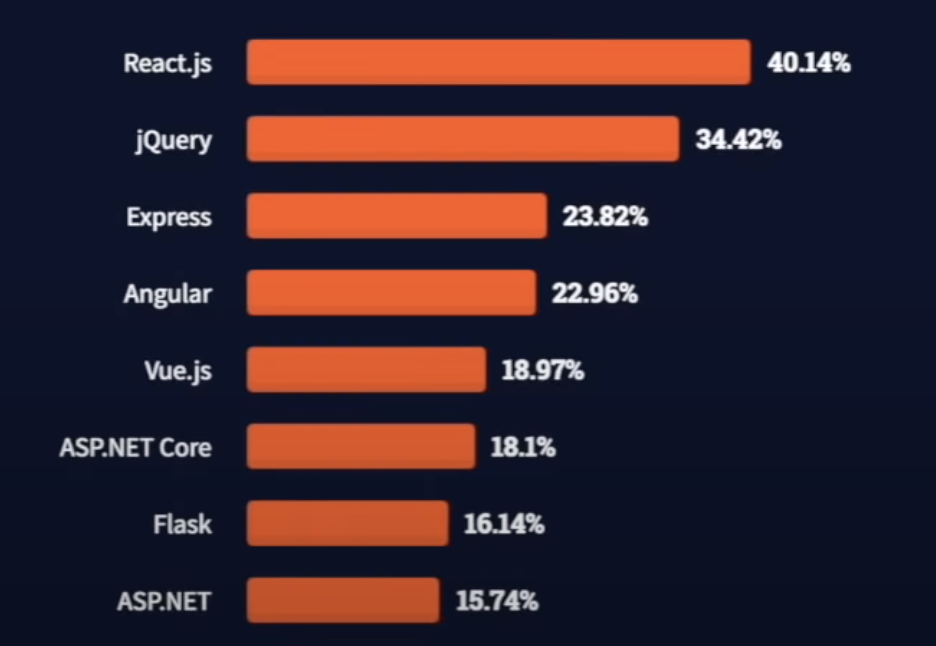 React.js 40.14%
jQuery 34.42%
Express 23.82%
Angular 22.96%
Vue.js 18.97%
ASP.NET Core 18.1%
Flask 16.14%
ASP.NET 15.74%